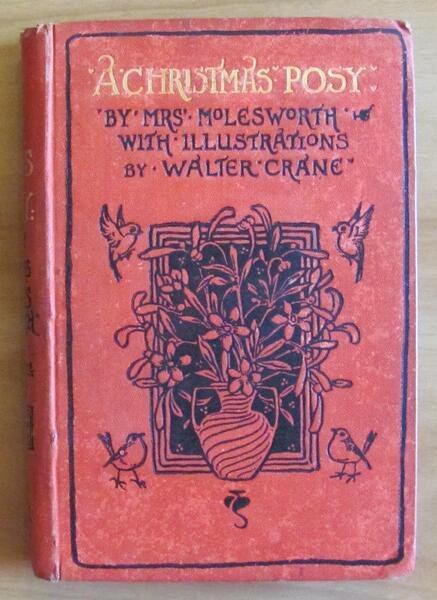 A CHRISTMAS POSY
BY MRS MOLESWORTH
WITH ILLUSTRATIONS
BY WALTER CRANE